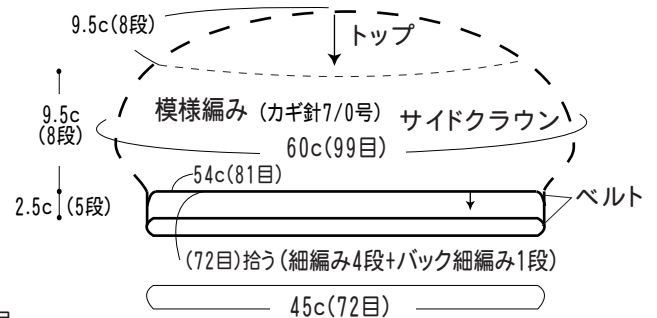 9.5c(8段)
トップ
模様編み (カギ針7/0号)
サイドクラウン
9.5c
(8段)
60c(99目)
54c(81目)
2.5c (5段)
ベルト
(72目)拾う(細編み4段+バック細編み1段)
45c(72目)